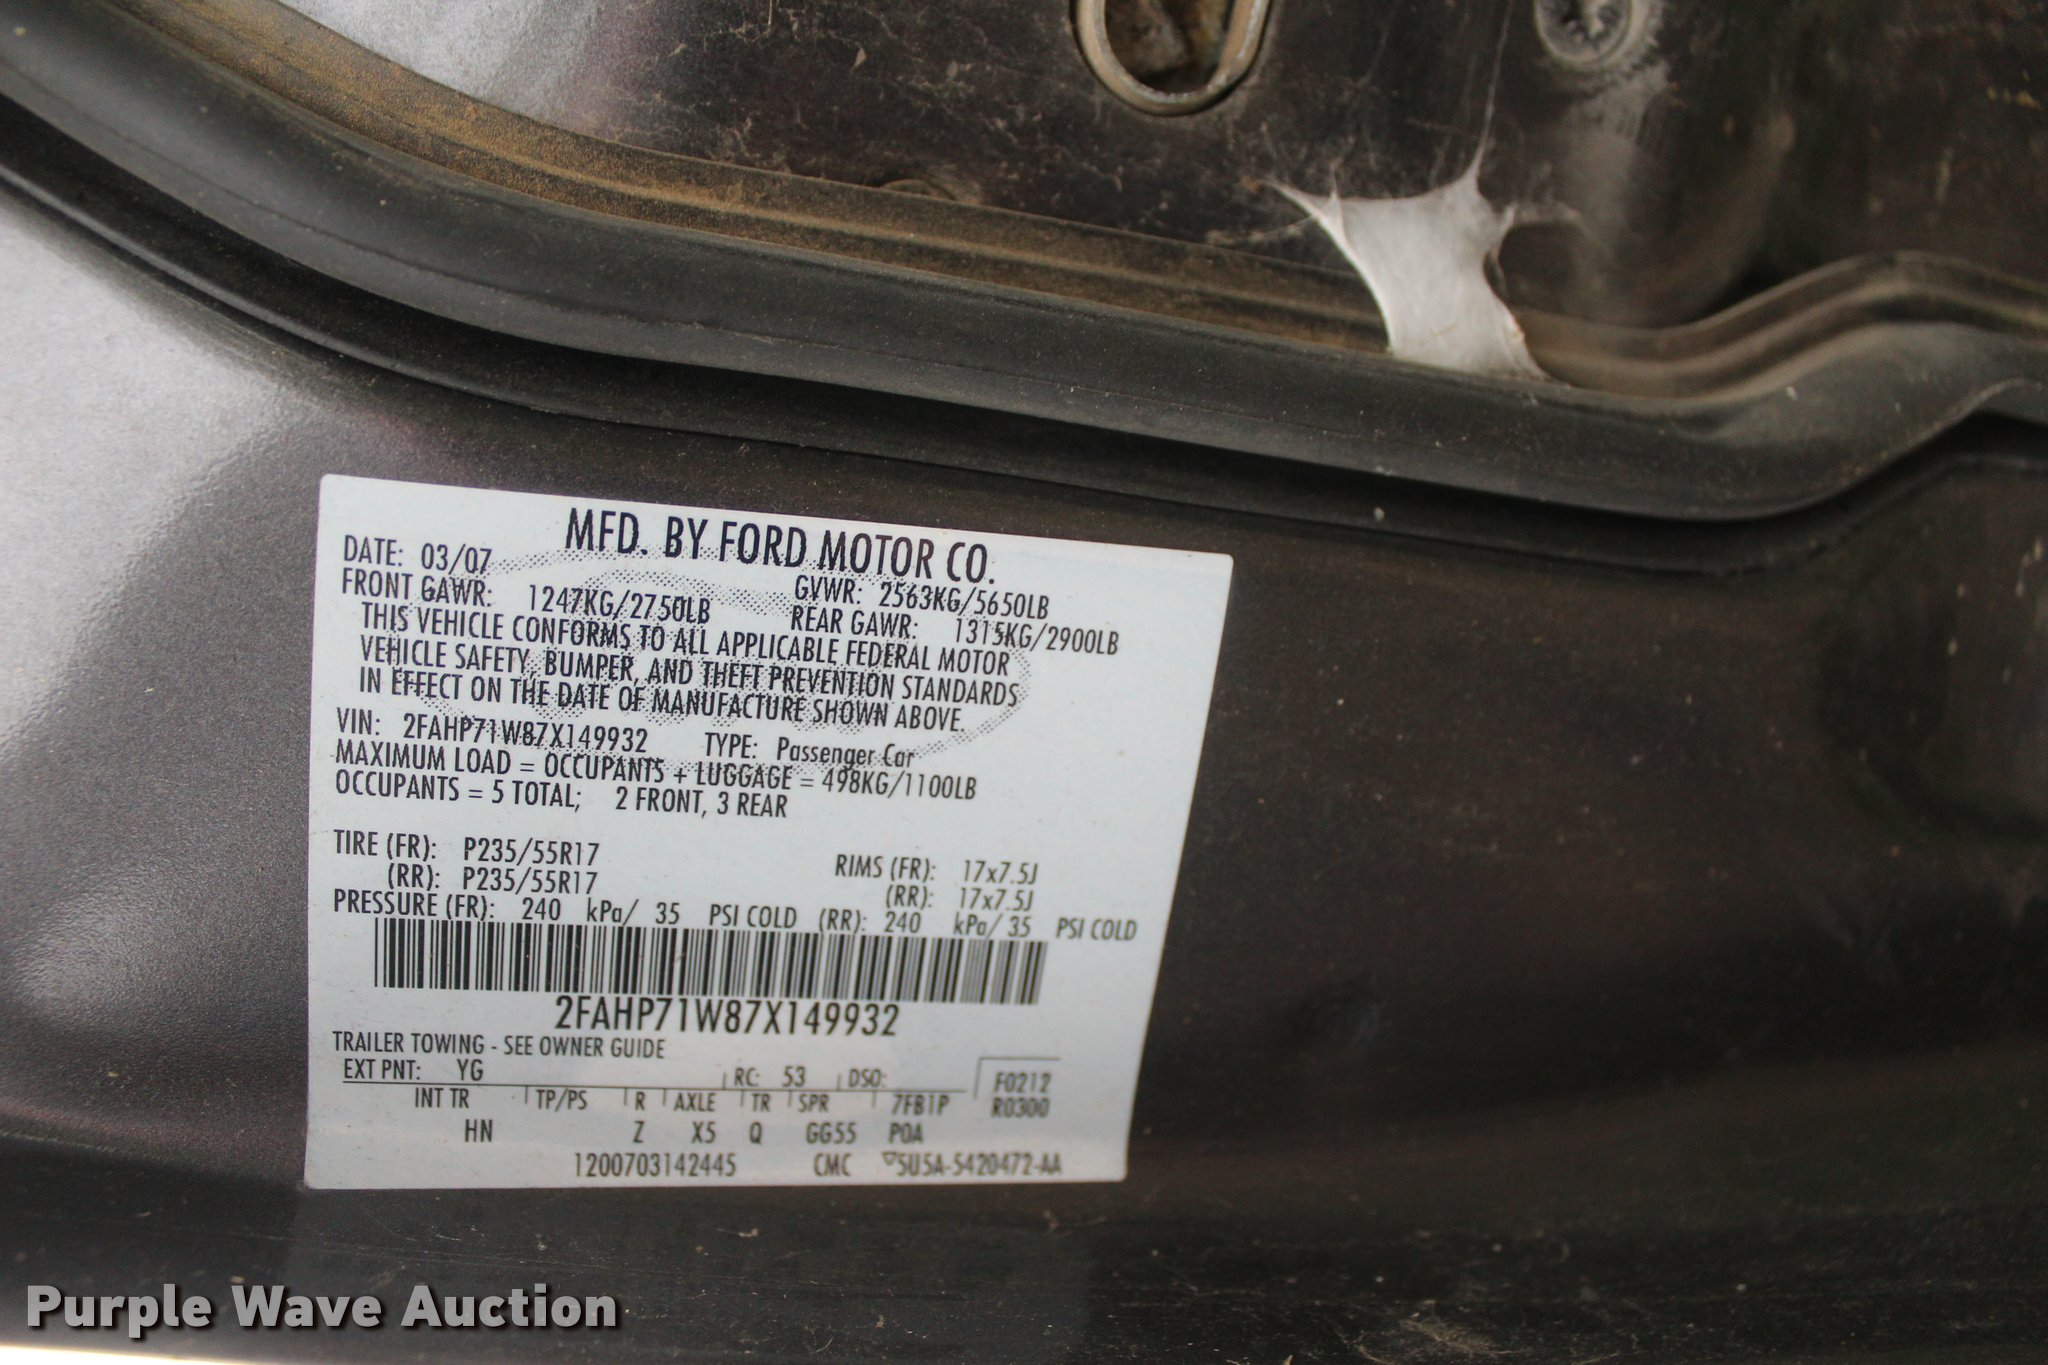 MFD. BY FORD MOTOR CO.
DATE: 03/07 GVWR: 2563KG/5650LB
FRONT GAWR: 1247KG/2750LB REAR GAWR: 1315KG/2900LB
THIS VEHICLE CONFORMS TO ALL APPLICABLE FEDERAL MOTOR
VEHICLE SAFETY, BUMPER, AND THEFT PREVENTION STANDARDS
IN EFFECT ON THE DATE OF MANUFACTURE SHOWN ABOVE.
VIN: 2FAHP71W87X149932 TYPE: Passenger Car
MAXIMUM LOAD = OCCUPANTS + LUGGAGE = 498KG/1100LB
OCCUPANTS = 5 TOTAL; 2 FRONT, 3 REAR
TIRE (FR): P235/55R17 RIMS (FR): 17x7.5J
(RR): P235/55R17 (RR): 17x7.5J
PRESSURE (FR): 240 kPa/ 35 PSI COLD (RR): 240 kPa/ 35 PSI COLD
2FAHP71W87X149932
TRAILER TOWING - SEE OWNER GUIDE
EXT PNT: YG RC: 53 DSO: F0212
INT TR TP/PS R AXLE TR SPR 7FB1P R0300
HN Z X5 Q GG55 POA
1200703142445 CMC ▽5U5A-5420472-AA
Purple Wave Auction